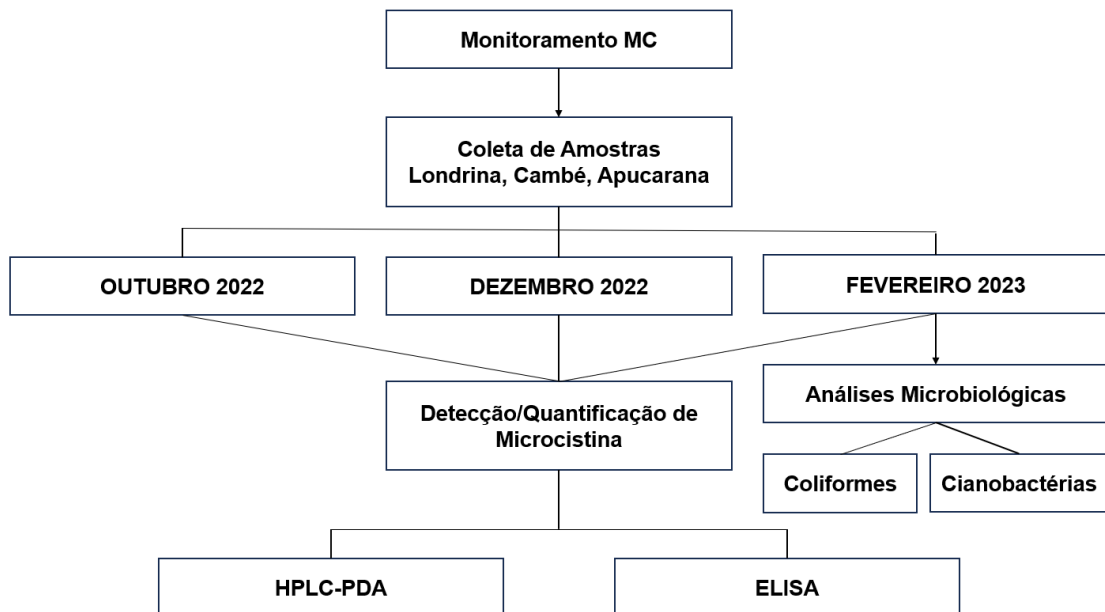 Monitoramento MC
Coleta de Amostras
Londrina, Cambé, Apucarana
OUTUBRO 2022
DEZEMBRO 2022
FEVEREIRO 2023
Detecção/Quantificação de
Microcistina
Análises Microbiológicas
Coliformes
Cianobactérias
HPLC-PDA
ELISA